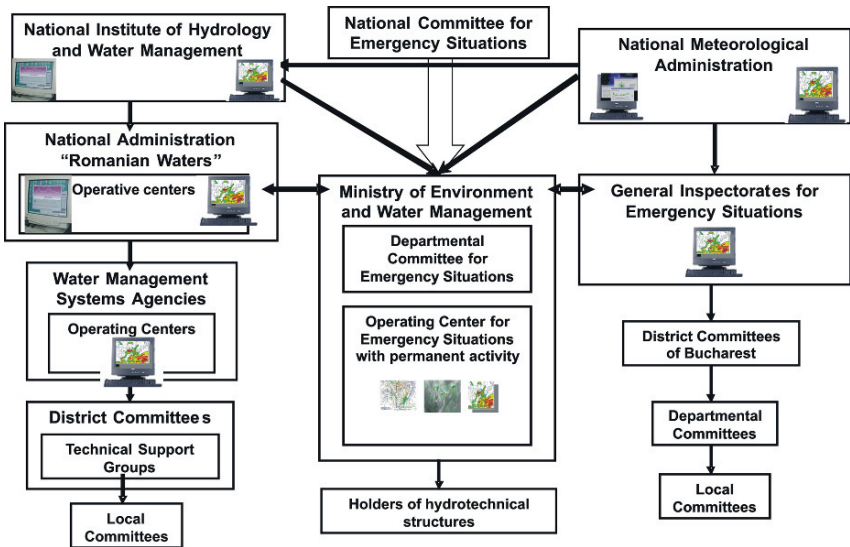 National Institute of Hydrology
and Water Management
National Committee for
Emergency Situations
National Meteorological
Administration
National Administration
“Romanian Waters”
Operative centers
Ministry of Environment
and Water Management
General Inspectorates for
Emergency Situations
Departmental
Committee for
Emergency Situations
Water Management
Systems Agencies
Operating Centers
Operating Center for
Emergency Situations
with permanent activity
District Committees
of Bucharest
District Committees
Technical Support
Groups
Departmental
Committees
Local
Committees
Holders of hydrotechnical
structures
Local
Committees